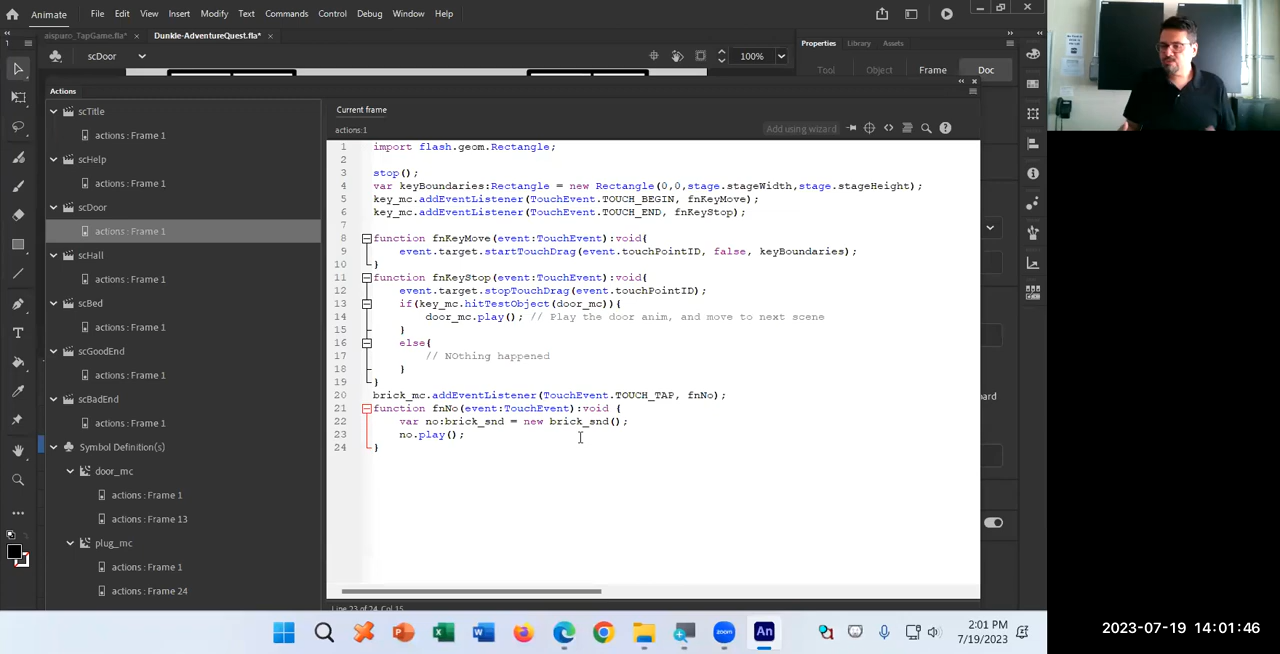 Animate File Edit View Insert Modify Text Commands Control Debug Window Help
aisparo_TapGame.fla* × Dunkle-AdventureQuest.fla* ×
scDoor 100% Properties Library Assets
Tool Object Frame Doc
Actions
Current frame
actions:1 Add using wizard
scTitle
actions : Frame 1
scHelp
actions : Frame 1
scDoor
actions : Frame 1
scHall
actions : Frame 1
scBed
actions : Frame 1
scGoodEnd
actions : Frame 1
scBadEnd
actions : Frame 1
Symbol Definition(s)
door_mc
actions : Frame 1
actions : Frame 13
plug_mc
actions : Frame 1
actions : Frame 24
1 import flash.geom.Rectangle;
2
3 stop();
4 var keyBoundaries:Rectangle = new Rectangle(0,0,stage.stageWidth,stage.stageHeight);
5 key_mc.addEventListener(TouchEvent.TOUCH_BEGIN, fnKeyMove);
6 key_mc.addEventListener(TouchEvent.TOUCH_END, fnKeyStop);
7
8 function fnKeyMove(event:TouchEvent):void{
9 event.target.startTouchDrag(event.touchPointID, false, keyBoundaries);
10 }
11 function fnKeyStop(event:TouchEvent):void{
12 event.target.stopTouchDrag(event.touchPointID);
13 if(key_mc.hitTestObject(door_mc)){
14 door_mc.play(); // Play the door anim, and move to next scene
15 }
16 else{
17 // NOthing happened
18 }
19 }
20 brick_mc.addEventListener(TouchEvent.TOUCH_TAP, fnNo);
21 function fnNo(event:TouchEvent):void {
22 var no:brick_snd = new brick_snd();
23 no.play();
24 }
Line 23 of 24, Col 15
2:01 PM
7/19/2023
2023-07-19 14:01:46